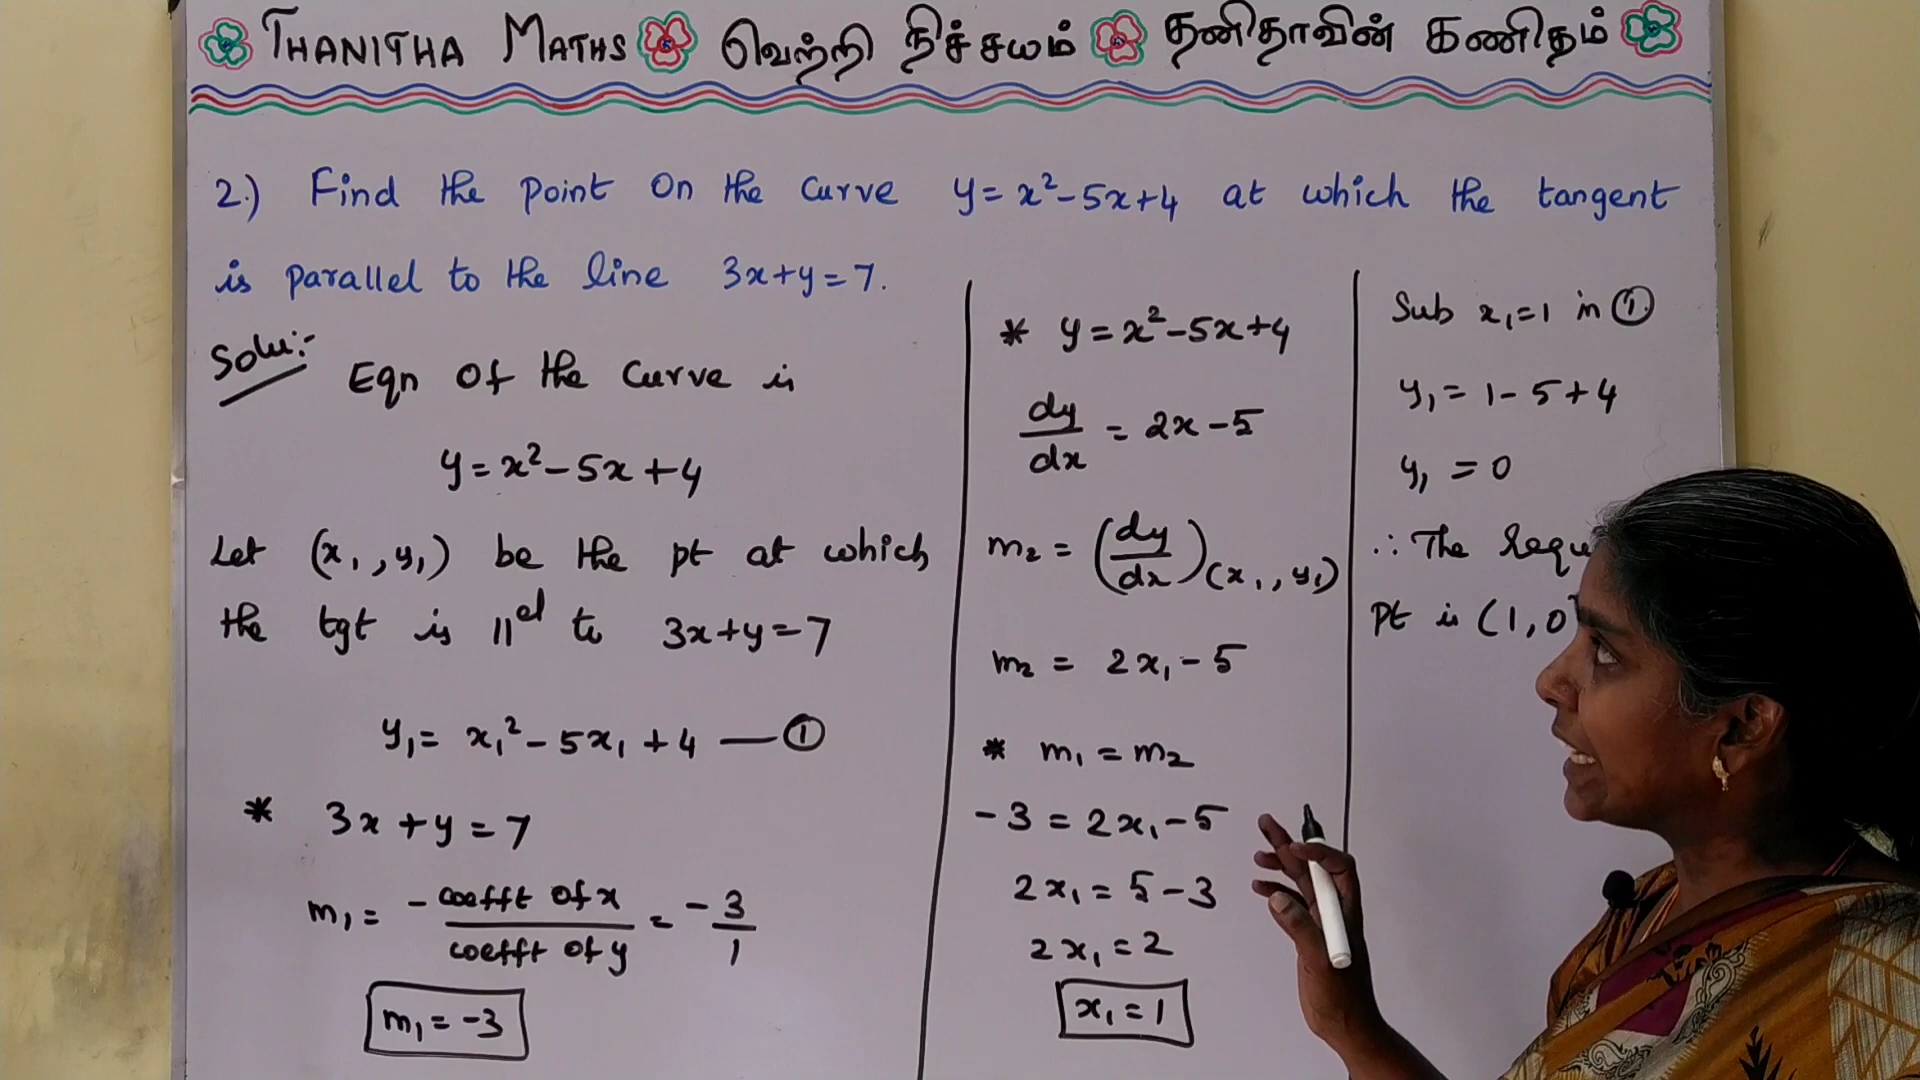 THANITHA MATHS வெற்றி நிச்சயம் தனிதாவின் கணிதம்
2.) Find the point on the curve y = x² - 5x + 4 at which the tangent
is parallel to the line 3x + y = 7.
Solu:-
Eqn of the curve is
y = x² - 5x + 4
Let (x₁, y₁) be the pt at which
the tgt is ||el to 3x + y = 7
y₁ = x₁² - 5x₁ + 4 — ①
* 3x + y = 7
m₁ = - coefft of x / coefft of y = - 3/1
m₁ = -3
* y = x² - 5x + 4
dy/dx = 2x - 5
m₂ = (dy/dx)(x₁, y₁)
m₂ = 2x₁ - 5
* m₁ = m₂
-3 = 2x₁ - 5
2x₁ = 5 - 3
2x₁ = 2
x₁ = 1
Sub x₁ = 1 in ①
y₁ = 1 - 5 + 4
y₁ = 0
∴ The requ
pt is (1, 0